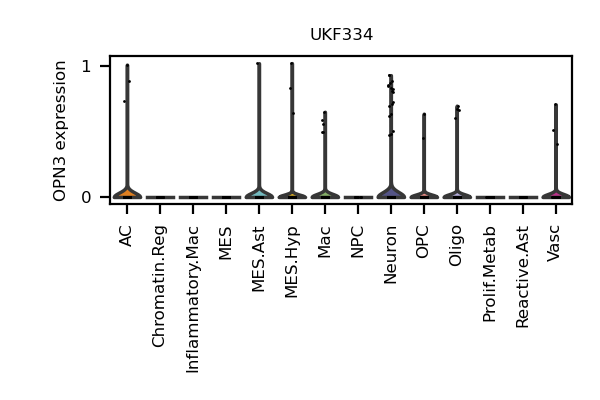 UKF334
OPN3 expression
1
0
AC
Chromatin.Reg
Inflammatory.Mac
MES
MES.Ast
MES.Hyp
Mac
NPC
Neuron
OPC
Oligo
Prolif.Metab
Reactive.Ast
Vasc